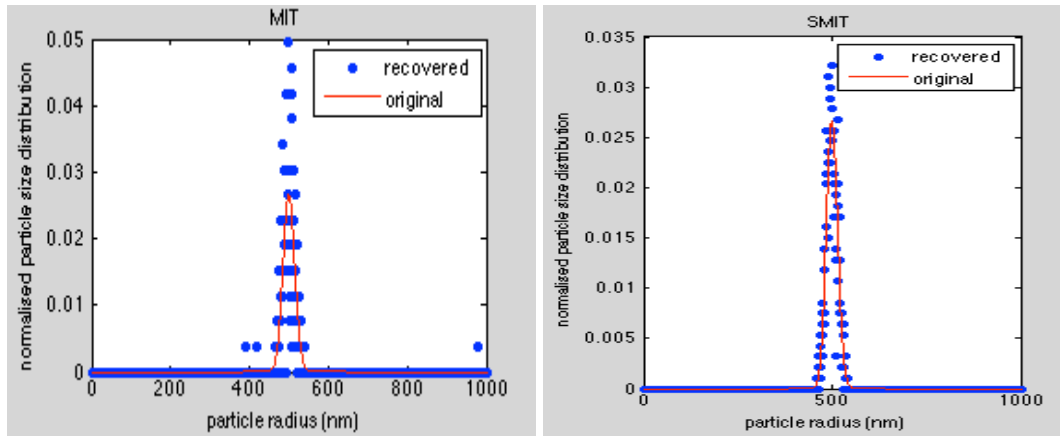 MIT
normalised particle size distribution
0.05
0.04
0.03
0.02
0.01
0
recovered
original
0 200 400 600 800 1000
particle radius (nm)
SMIT
normalised particle size distribution
0.035
0.03
0.025
0.02
0.015
0.01
0.005
0
recovered
original
0 500 1000
particle radius (nm)